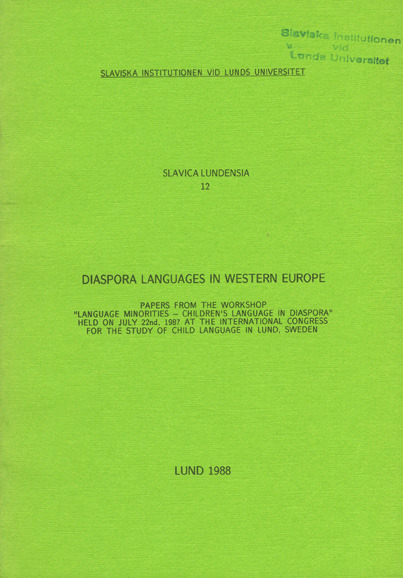 Slaviska Institutionen
vid
Lunds Universitet
SLAVISKA INSTITUTIONEN VID LUNDS UNIVERSITET
SLAVICA LUNDENSIA
12
DIASPORA LANGUAGES IN WESTERN EUROPE
PAPERS FROM THE WORKSHOP
"LANGUAGE MINORITIES – CHILDREN'S LANGUAGE IN DIASPORA"
HELD ON JULY 22nd, 1987 AT THE INTERNATIONAL CONGRESS
FOR THE STUDY OF CHILD LANGUAGE IN LUND, SWEDEN
LUND 1988